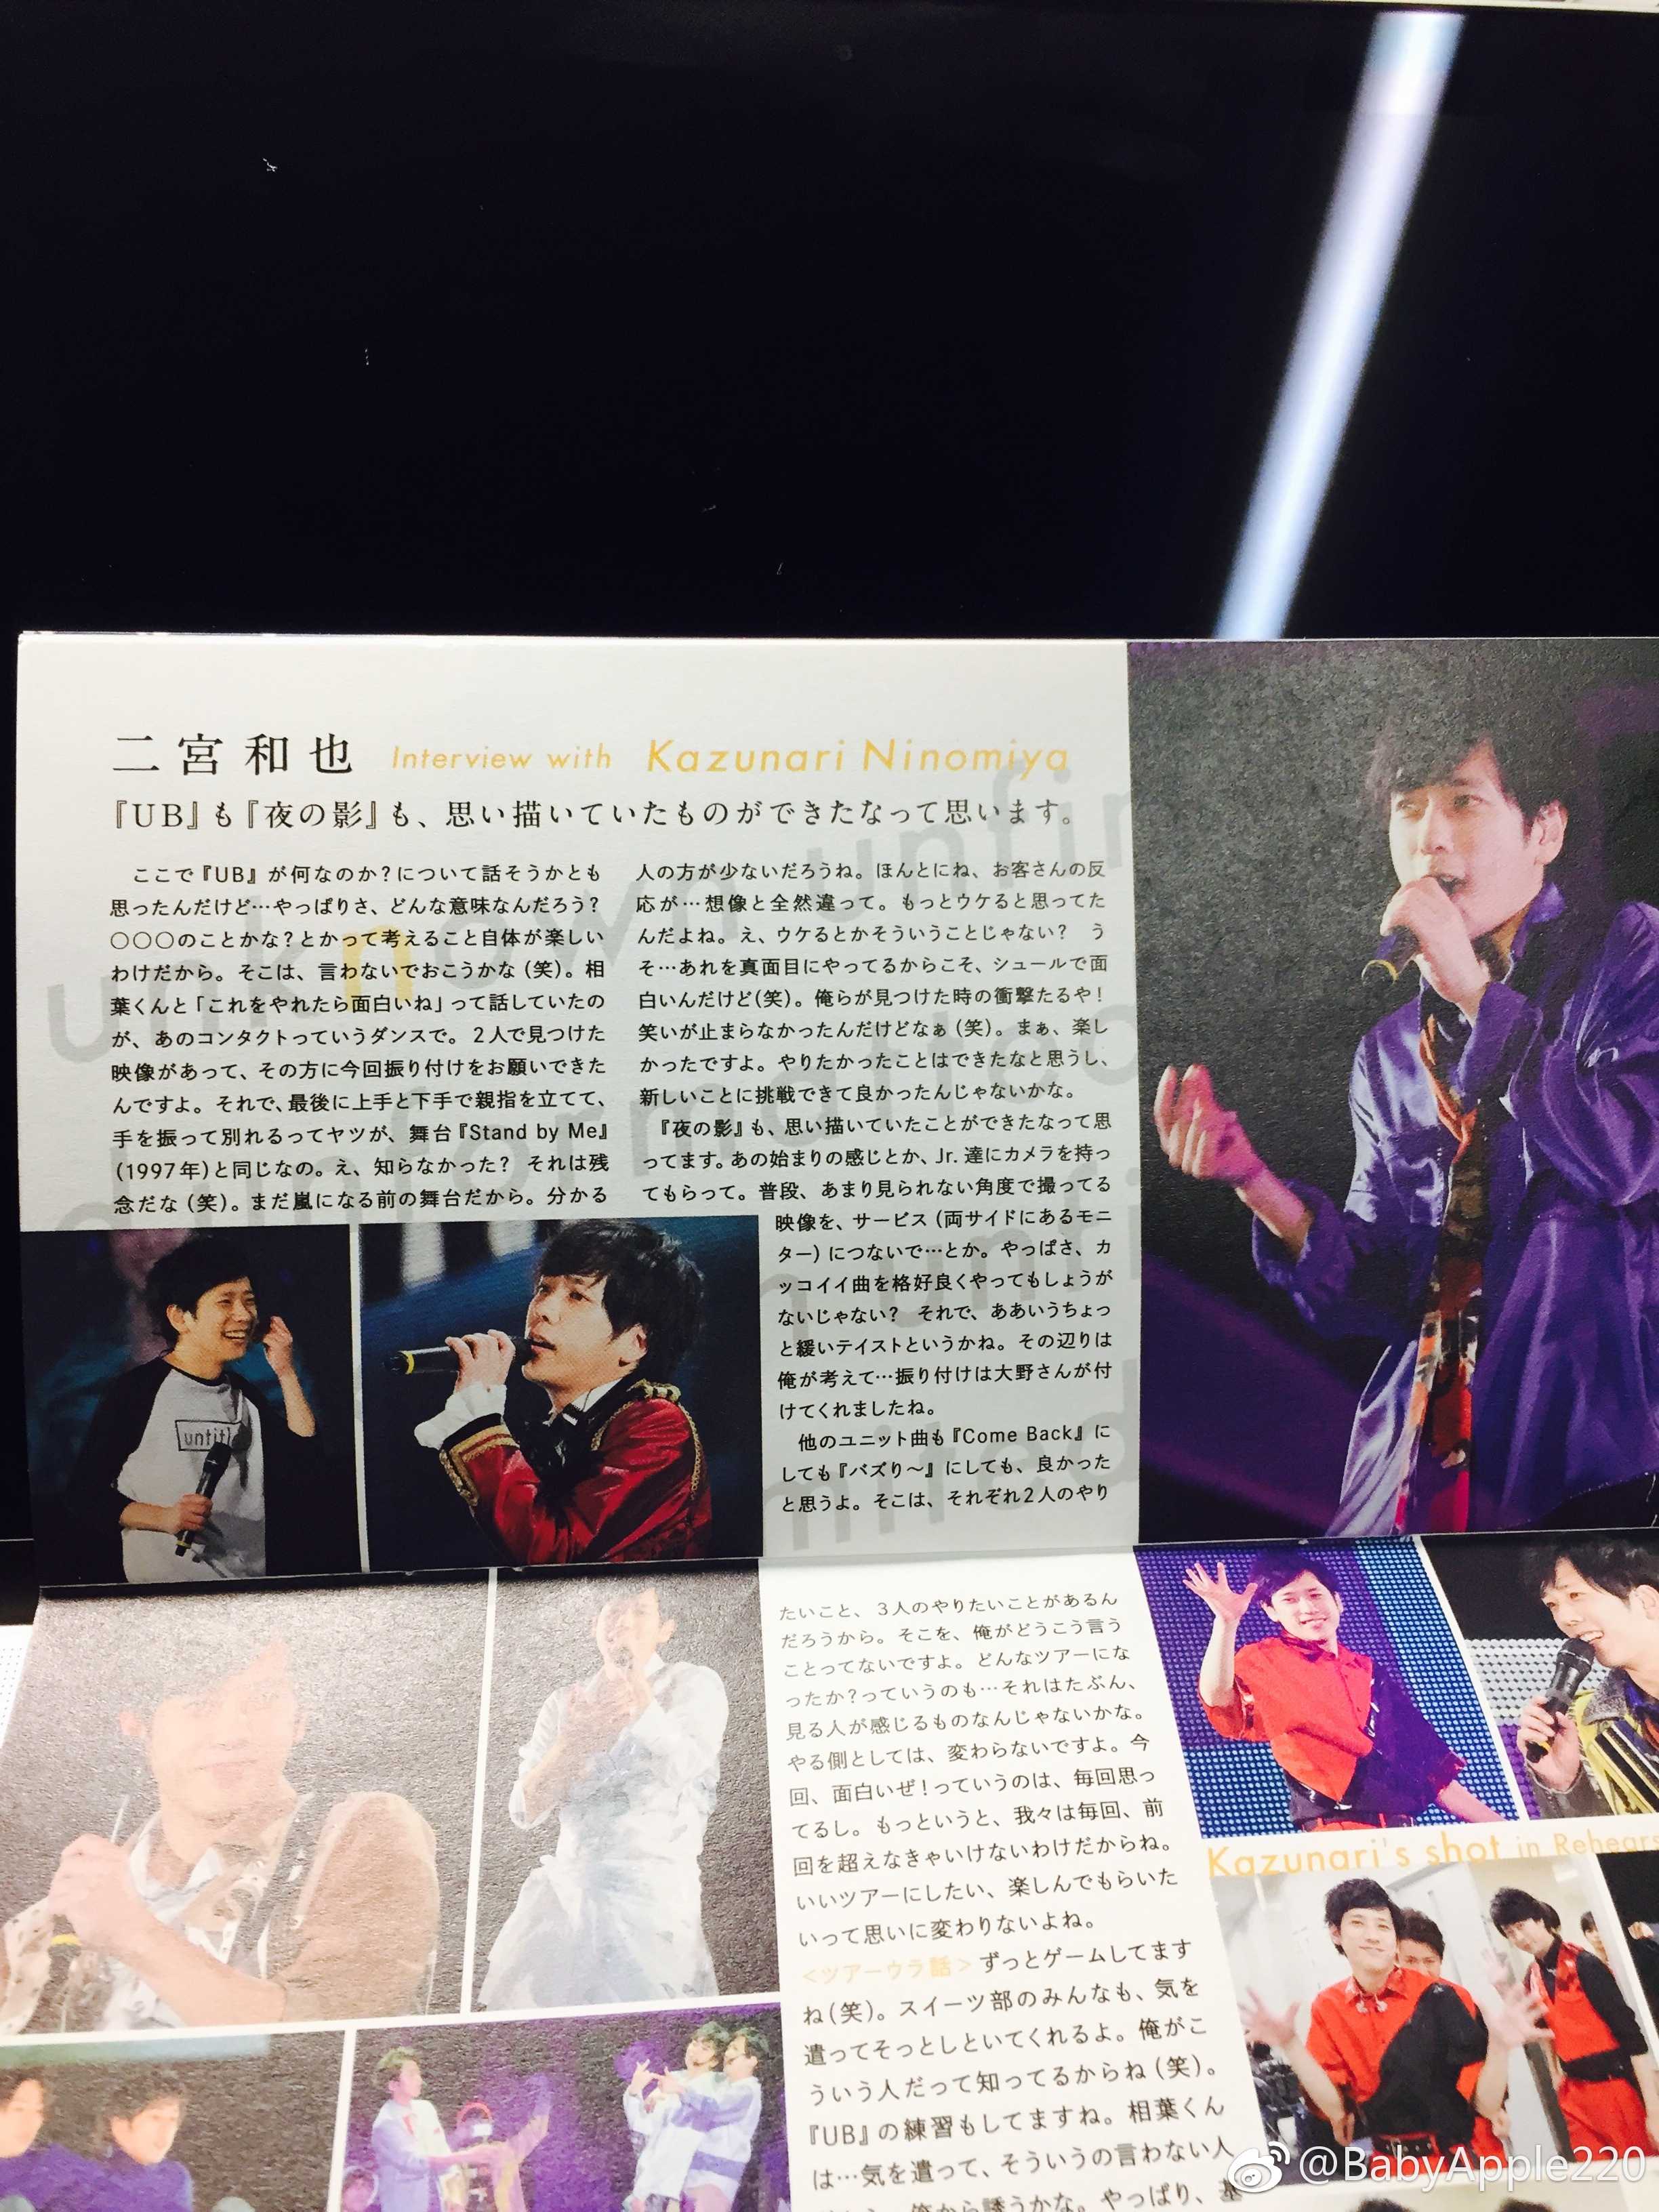 二宮和也 Interview with Kazunari Ninomiya
『UB』も『夜の影』も、思い描いていたものができたなって思います。
ここで『UB』が何なのか?について話そうかとも
思ったんだけど…やっぱりさ、どんな意味なんだろう?
〇〇〇のことかな?とかって考えること自体が楽しい
わけだから。そこは、言わないでおこうかな(笑)。相
葉くんと「これをやれたら面白いね」って話していたの
が、あのコンタクトっていうダンスで。2人で見つけた
映像があって、その方に今回振り付けをお願いできた
んですよ。それで、最後に上手と下手で親指を立てて、
手を振って別れるってヤツが、舞台『Stand by Me』
(1997年)と同じなの。え、知らなかった? それは残
念だな(笑)。まだ嵐になる前の舞台だから。分かる
人の方が少ないだろうね。ほんとにね、お客さんの反
応が…想像と全然違って。もっとウケると思ってた
んだよね。え、ウケるとかそういうことじゃない? う
そ…あれを真面目にやってるからこそ、シュールで面
白いんだけど(笑)。俺らが見つけた時の衝撃たるや!
笑いが止まらなかったんだけどなぁ(笑)。まぁ、楽し
かったですよ。やりたかったことはできたなと思うし、
新しいことに挑戦できて良かったんじゃないかな。
『夜の影』も、思い描いていたことができたなって思
ってます。あの始まりの感じとか、Jr.達にカメラを持っ
てもらって。普段、あまり見られない角度で撮ってる
映像を、サービス(両サイドにあるモニ
ター)につないで…とか。やっぱさ、カ
ッコイイ曲を格好良くやってもしょうが
ないじゃない? それで、ああいうちょっ
と緩いテイストというかね。その辺りは
俺が考えて…振り付けは大野さんが付
けてくれましたね。
他のユニット曲も『Come Back』に
しても『バズり〜』にしても、良かった
と思うよ。そこは、それぞれ2人のやり
たいこと、3人のやりたいことがあるん
だろうから。そこを、俺がどうこう言う
ことってないですよ。どんなツアーにな
ったか?っていうのも…それはたぶん、
見る人が感じるものなんじゃないかな。
やる側としては、変わらないですよ。今
回、面白いぜ!っていうのは、毎回思っ
てるし。もっというと、我々は毎回、前
回を超えなきゃいけないわけだからね。
いいツアーにしたい、楽しんでもらいた
いって思いに変わりないよね。
<ツアーウラ話> ずっとゲームしてます
ね(笑)。スイーツ部のみんなも、気を
遣ってそっとしといてくれるよ。俺がこ
ういう人だって知ってるからね(笑)。
『UB』の練習もしてますね。相葉くん
は…気を遣って、そういうの言わない人
俺から誘うかな。やっぱり、基
Kazunari's shot in Rehears
@BabyApple220